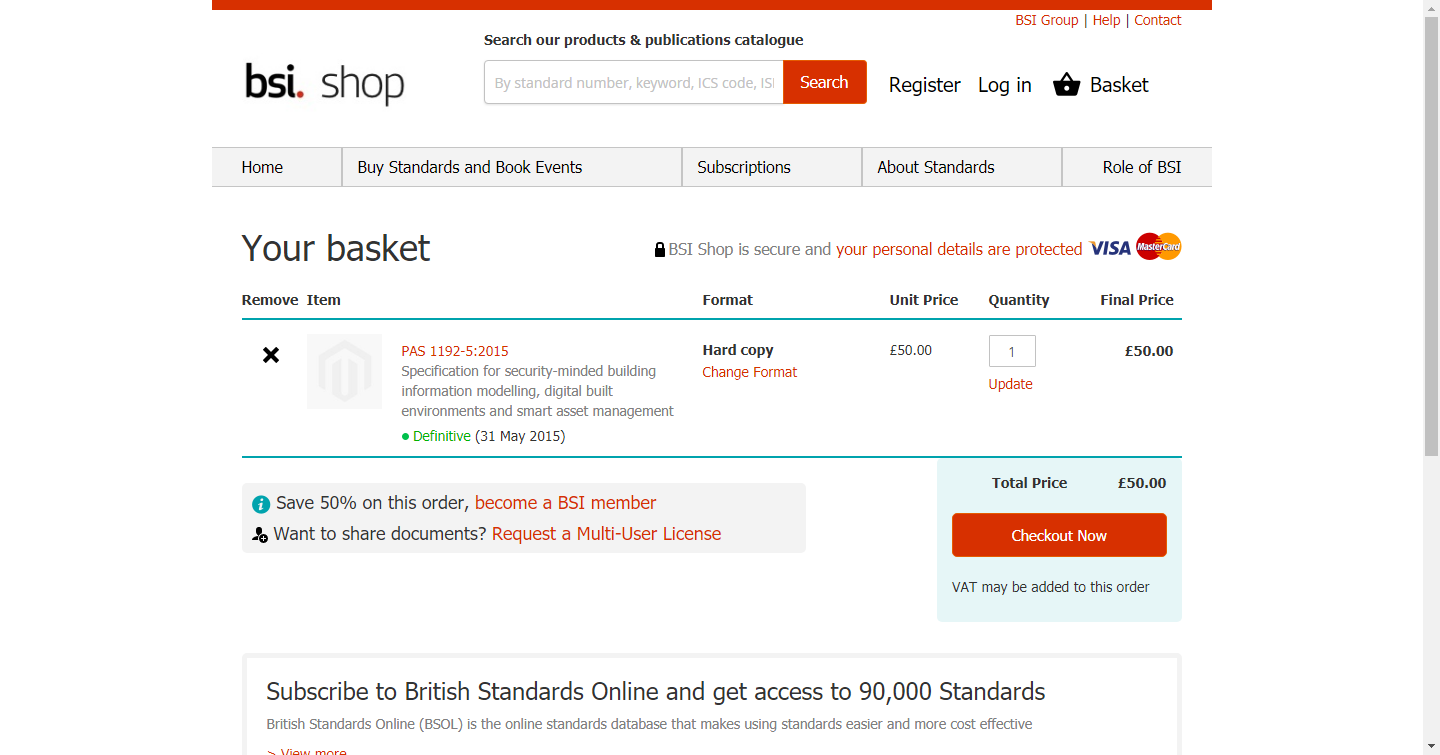 BSI Group | Help | Contact
Search our products & publications catalogue
bsi. shop
By standard number, keyword, ICS code, ISI
Search
Register
Log in
Basket
Home
Buy Standards and Book Events
Subscriptions
About Standards
Role of BSI
Your basket
BSI Shop is secure and your personal details are protected
VISA
MasterCard
Remove
Item
Format
Unit Price
Quantity
Final Price
PAS 1192-5:2015
Specification for security-minded building
information modelling, digital built
environments and smart asset management
Definitive (31 May 2015)
Hard copy
Change Format
£50.00
1
Update
£50.00
Save 50% on this order, become a BSI member
Want to share documents? Request a Multi-User License
Total Price
£50.00
Checkout Now
VAT may be added to this order
Subscribe to British Standards Online and get access to 90,000 Standards
British Standards Online (BSOL) is the online standards database that makes using standards easier and more cost effective
> View more